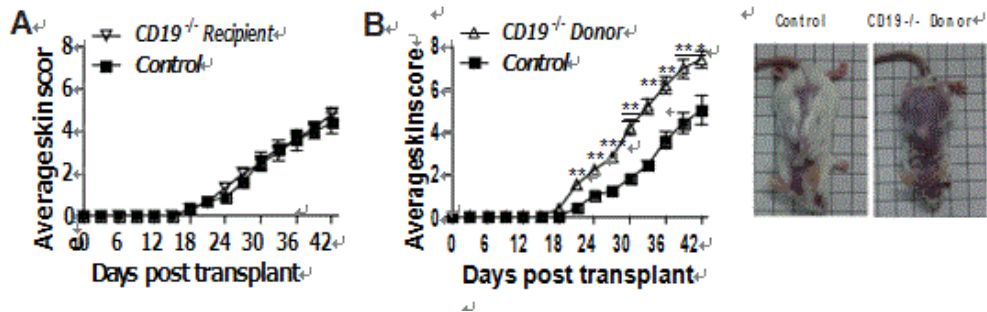 A
CD19-/- Recipient↵
Control↵
Averageskinscor
e↵
8
6
4
2
0
0 6 12 18 24 30 36 42↵
Days post transplant↵
B
CD19-/- Donor↵
Control↵
Averageskinscore↵
8
6
4
2
0
** ** *** ** *** ** ***
0 6 12 18 24 30 36 42↵
Days post transplant↵
Control
CD19-/- Donor